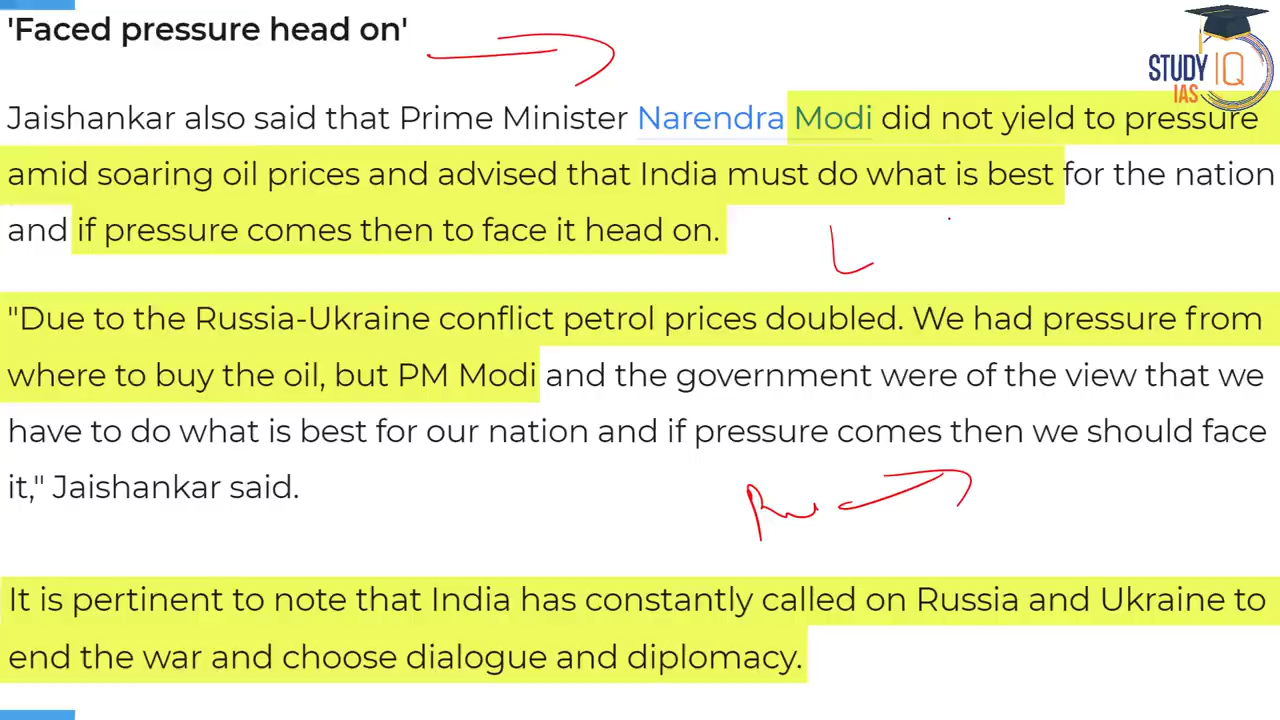 'Faced pressure head on'
STUDY IQ
IAS
Jaishankar also said that Prime Minister Narendra Modi did not yield to pressure
amid soaring oil prices and advised that India must do what is best for the nation
and if pressure comes then to face it head on.
"Due to the Russia-Ukraine conflict petrol prices doubled. We had pressure from
where to buy the oil, but PM Modi and the government were of the view that we
have to do what is best for our nation and if pressure comes then we should face
it," Jaishankar said.
It is pertinent to note that India has constantly called on Russia and Ukraine to
end the war and choose dialogue and diplomacy.